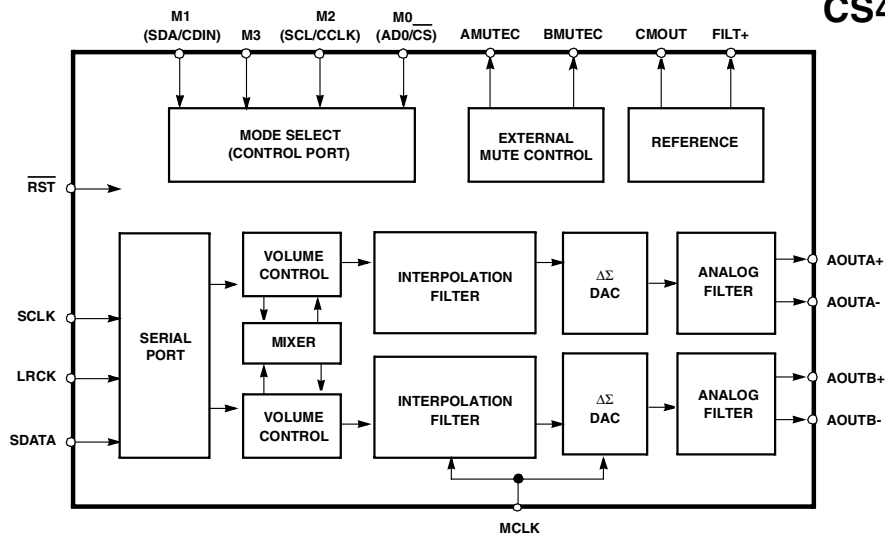 CS4
M1
(SDA/CDIN)
M3
M2
(SCL/CCLK)
M0
(AD0/CS)
AMUTEC
BMUTEC
CMOUT
FILT+
MODE SELECT
(CONTROL PORT)
EXTERNAL
MUTE CONTROL
REFERENCE
RST
SCLK
LRCK
SDATA
SERIAL
PORT
VOLUME
CONTROL
MIXER
VOLUME
CONTROL
INTERPOLATION
FILTER
ΔΣ
DAC
ANALOG
FILTER
AOUTA+
AOUTA-
INTERPOLATION
FILTER
ΔΣ
DAC
ANALOG
FILTER
AOUTB+
AOUTB-
MCLK